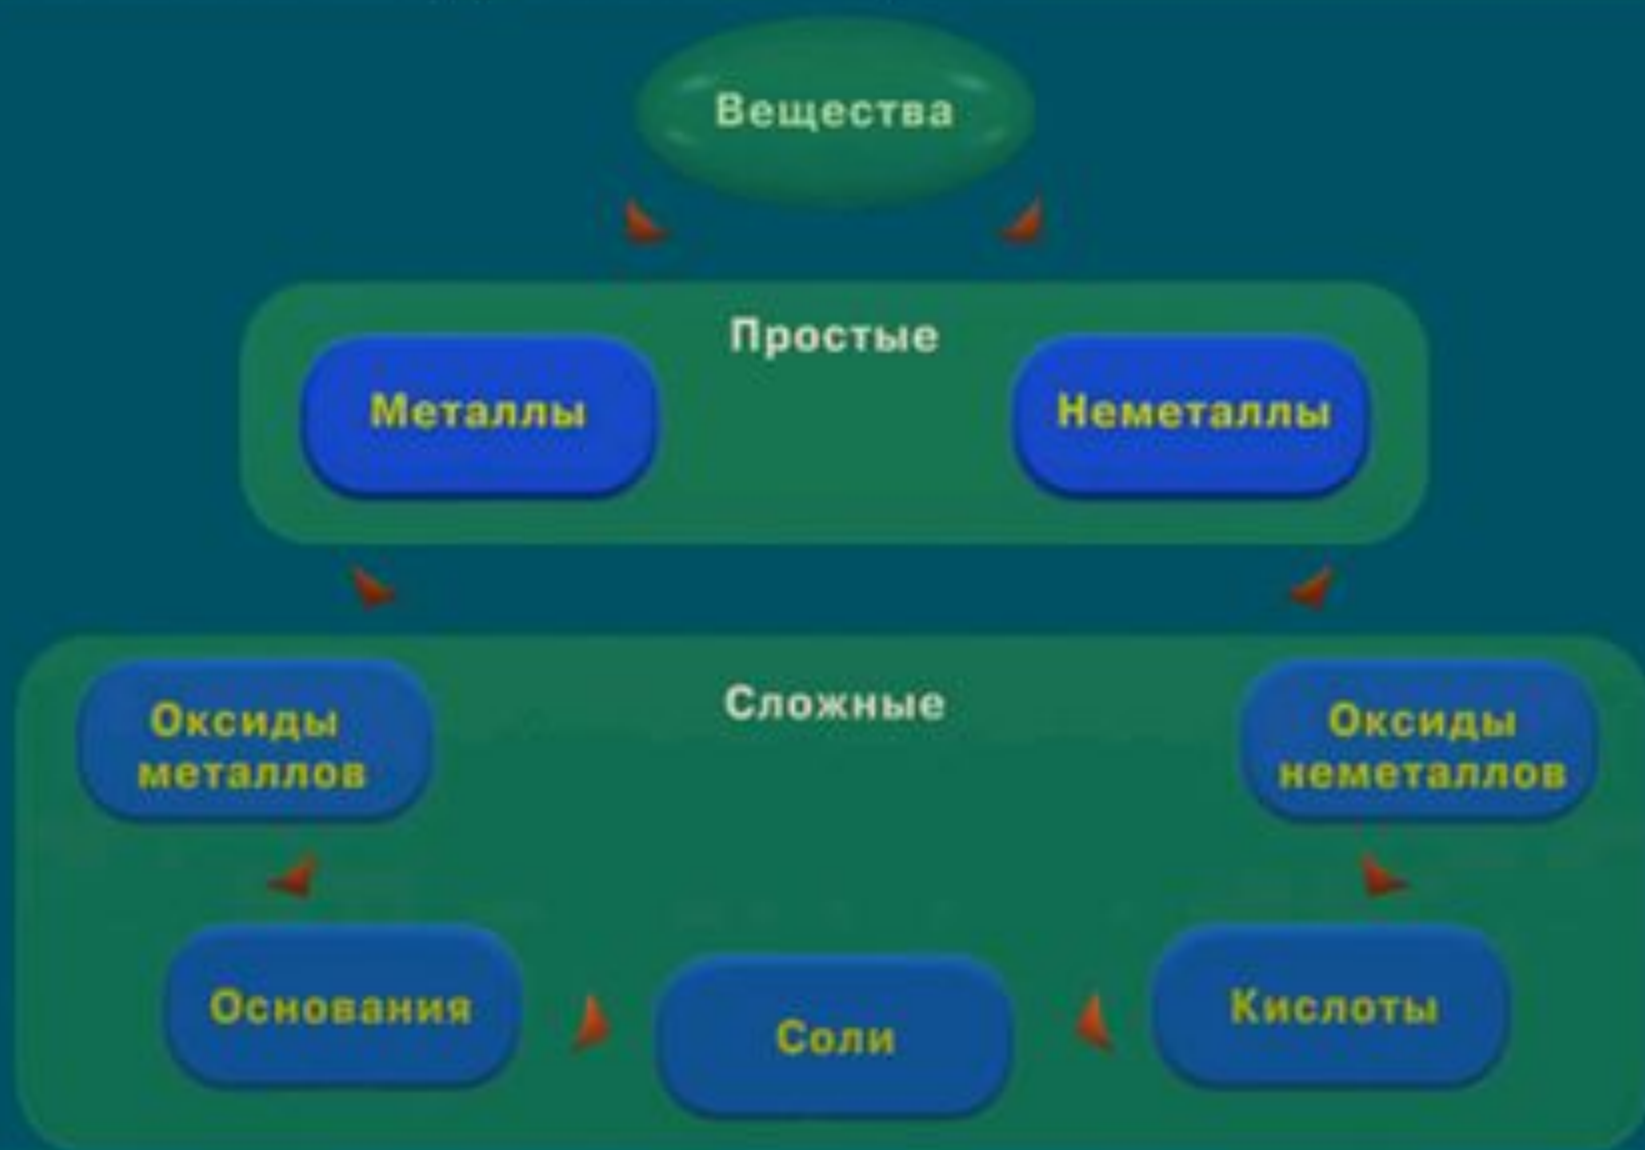 Вещества
Простые
Металлы
Неметаллы
Сложные
Оксиды
металлов
Оксиды
неметаллов
Основания
Соли
Кислоты